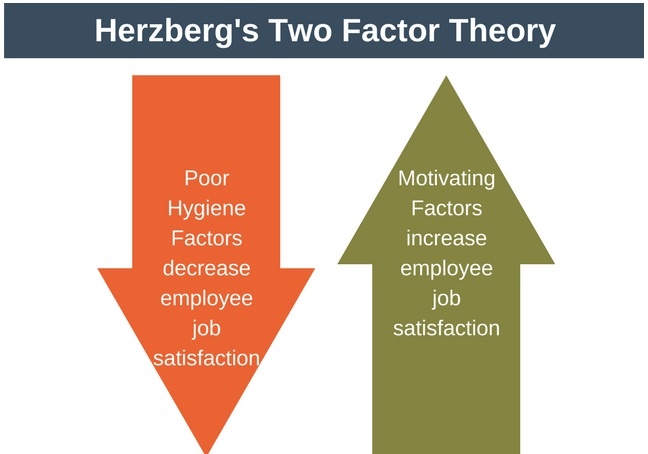 Herzberg's Two Factor Theory
Poor
Hygiene
Factors
decrease
employee
job
satisfaction
Motivating
Factors
increase
employee
job
satisfaction